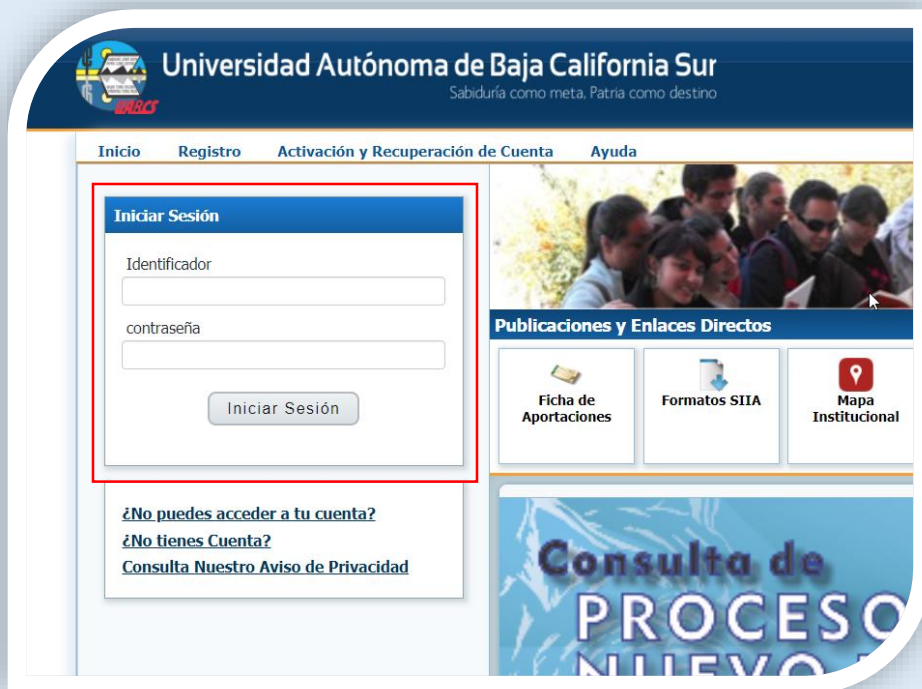 Universidad Autónoma de Baja California Sur
Sabiduría como meta, Patria como destino
UABCS
Inicio Registro Activación y Recuperación de Cuenta Ayuda
Iniciar Sesión
Identificador
contraseña
Iniciar Sesión
¿No puedes acceder a tu cuenta?
¿No tienes Cuenta?
Consulta Nuestro Aviso de Privacidad
Publicaciones y Enlaces Directos
Ficha de
Aportaciones
Formatos SIIA
Mapa
Institucional
Consulta de
PROCESO
NUEVO